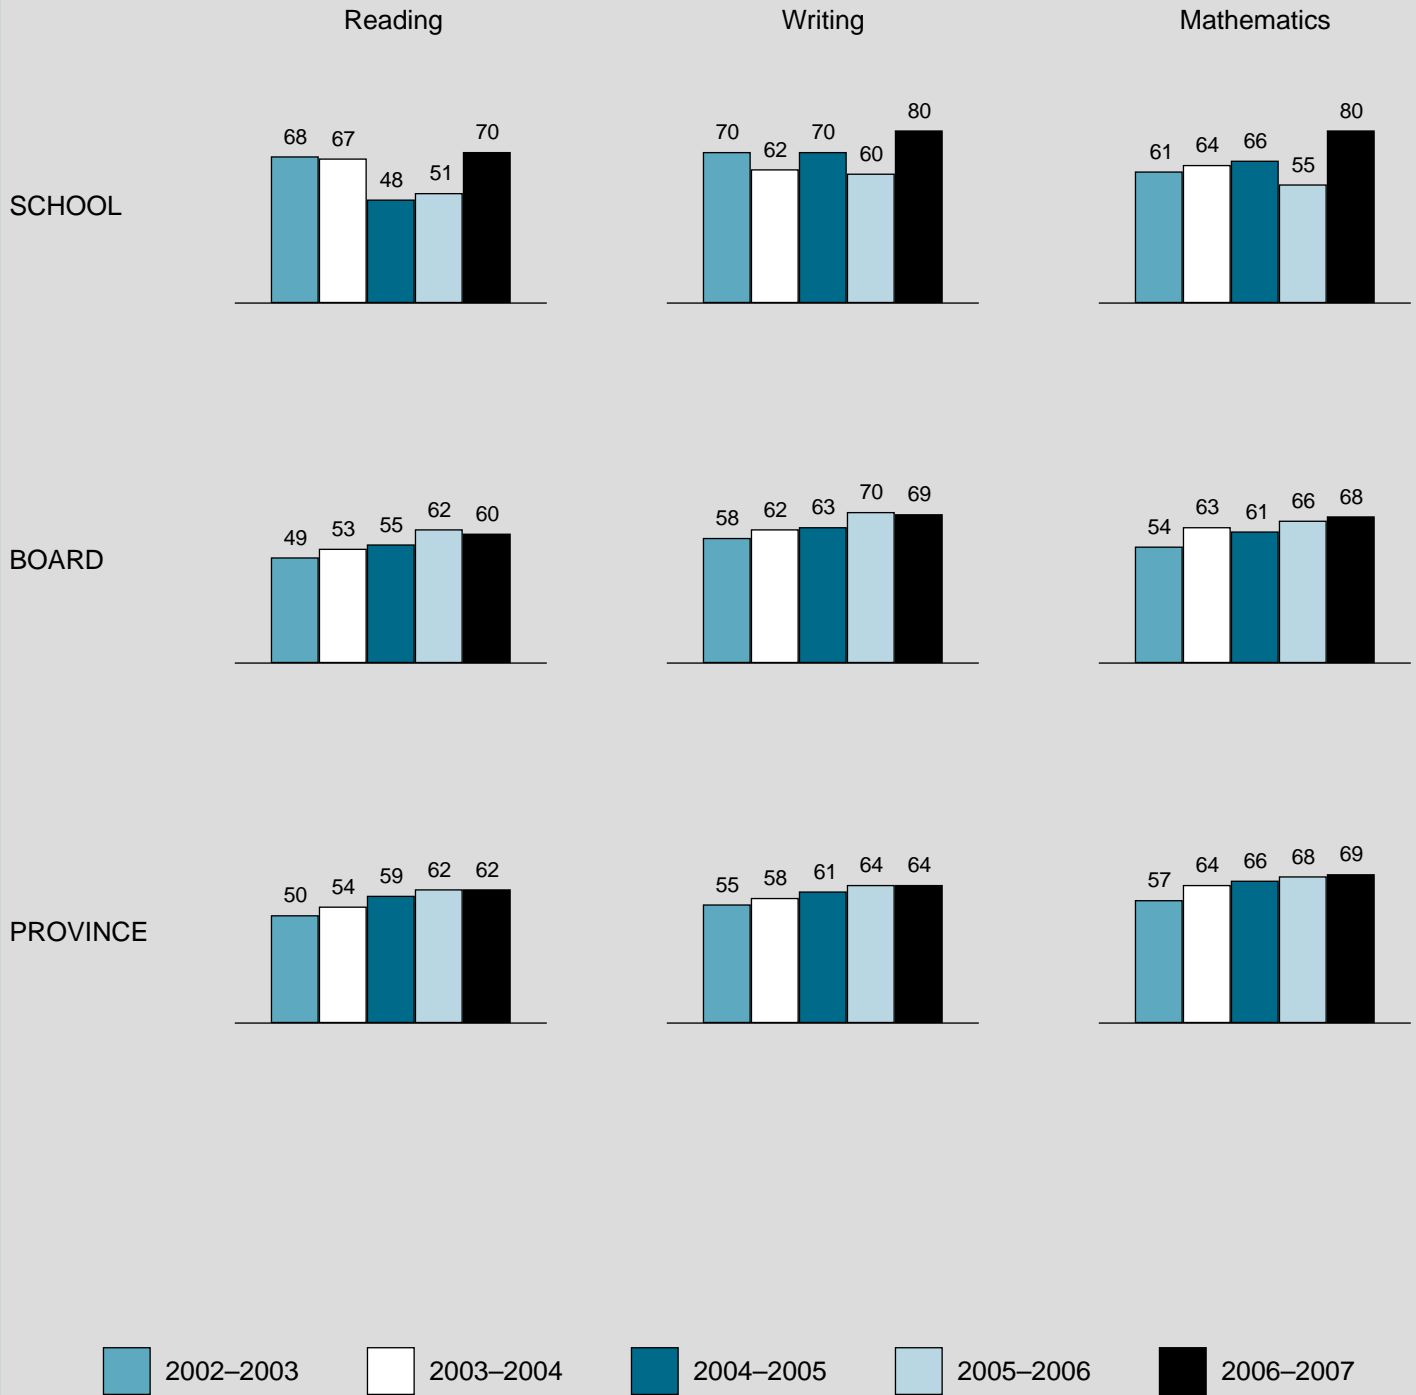 Reading Writing Mathematics
SCHOOL
68 67 48 51 70
70 62 70 60 80
61 64 66 55 80
BOARD
49 53 55 62 60
58 62 63 70 69
54 63 61 66 68
PROVINCE
50 54 59 62 62
55 58 61 64 64
57 64 66 68 69
2002–2003 2003–2004 2004–2005 2005–2006 2006–2007